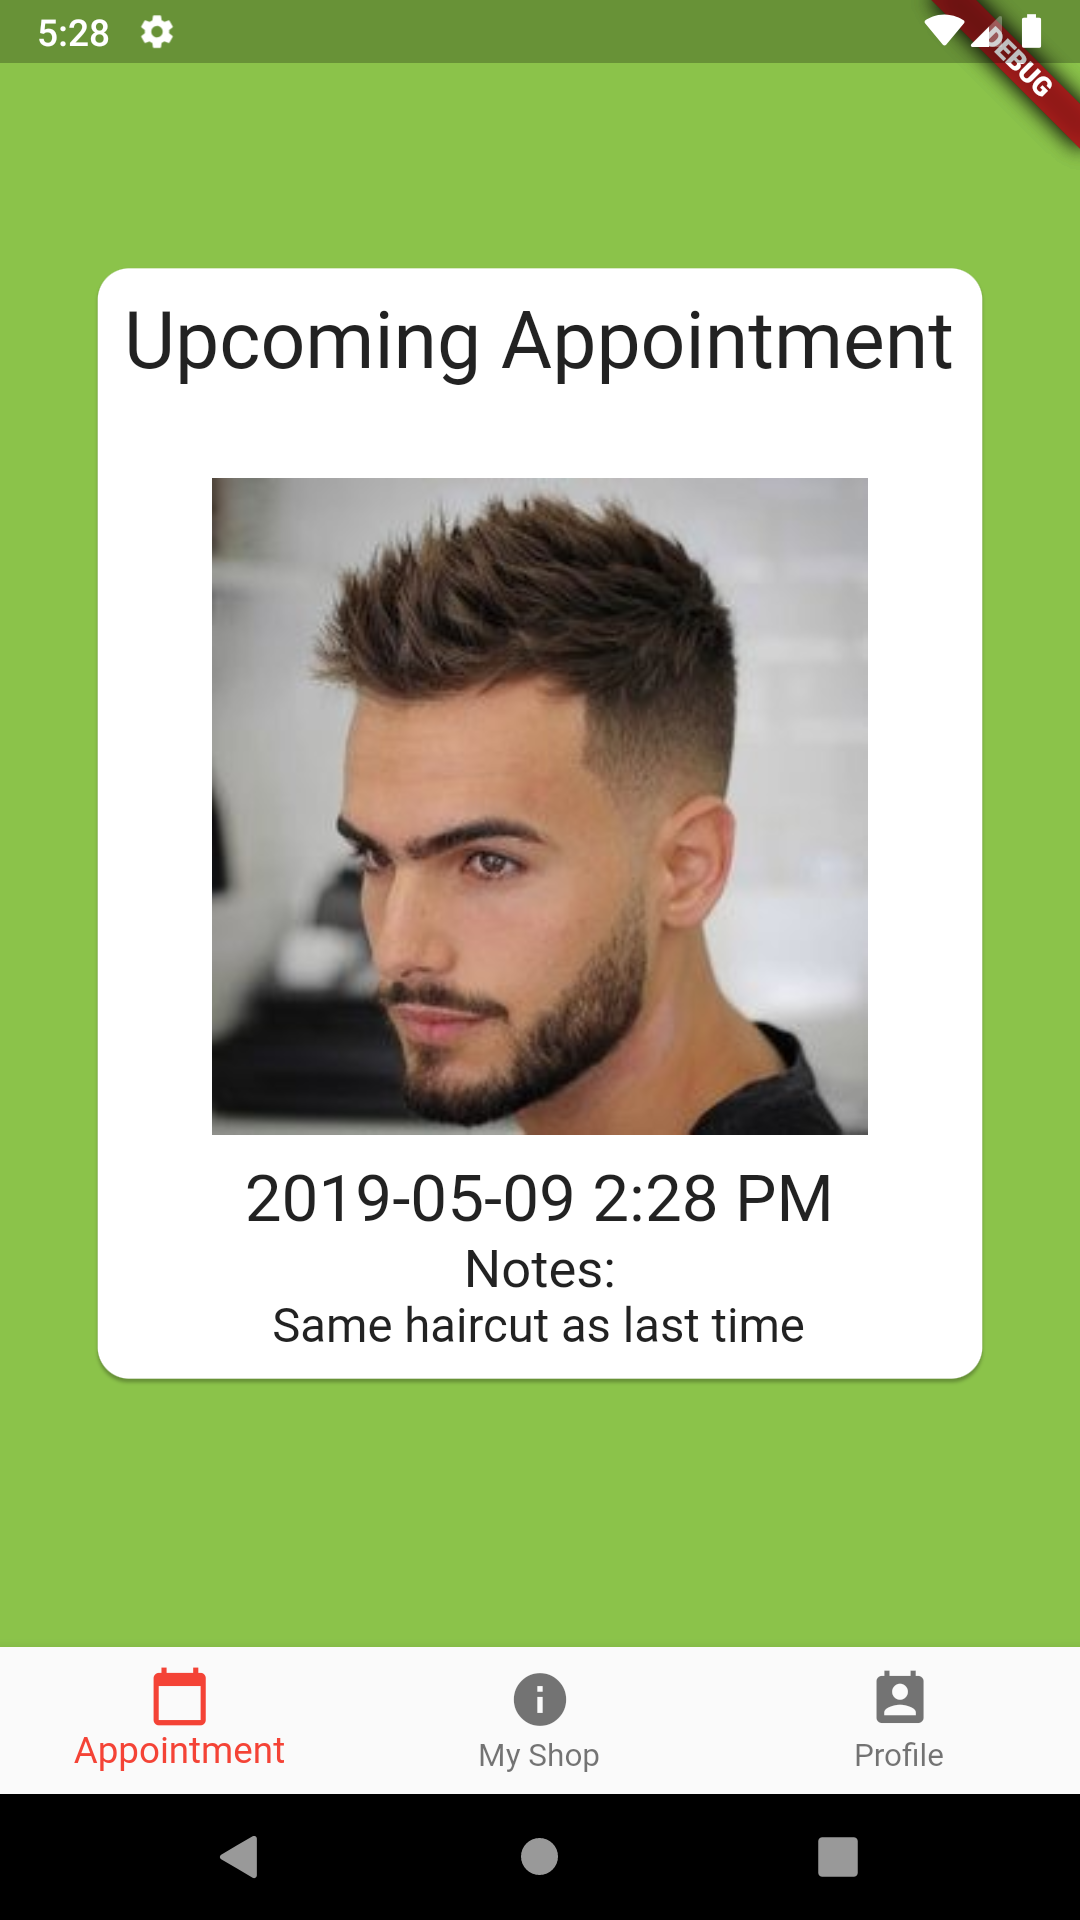 5:28
DEBUG
Upcoming Appointment
2019-05-09 2:28 PM
Notes:
Same haircut as last time
Appointment
My Shop
Profile